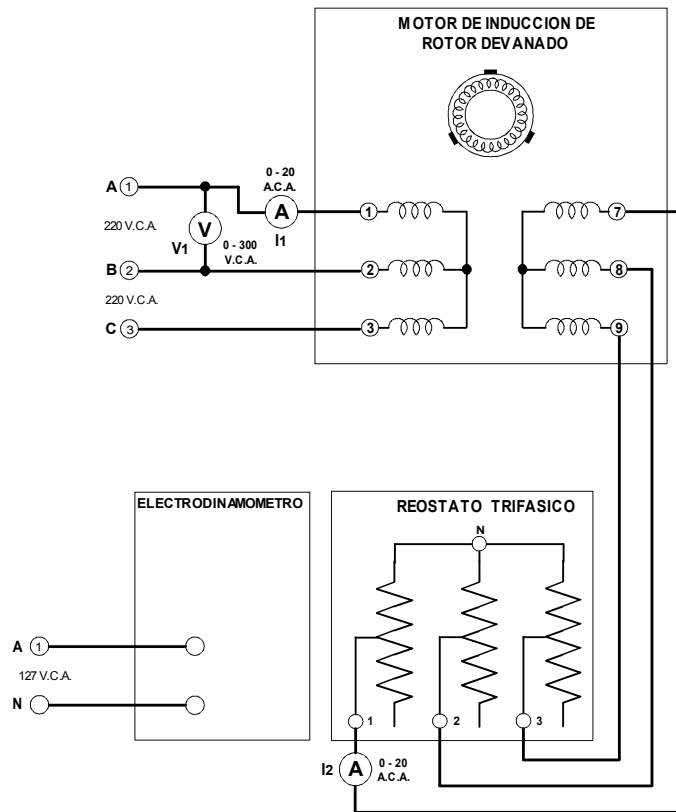 MOTOR DE INDUCCION DE
ROTOR DEVANADO
0 - 20
A.C.A.
A 1
A
I1
1
7
220 V.C.A.
V
V1
0 - 300
V.C.A.
B 2
2
8
220 V.C.A.
C 3
3
9
ELECTRODINAMOMETRO
REOSTATO TRIFASICO
N
A 1
127 V.C.A.
N
1
2
3
I2
A
0 - 20
A.C.A.